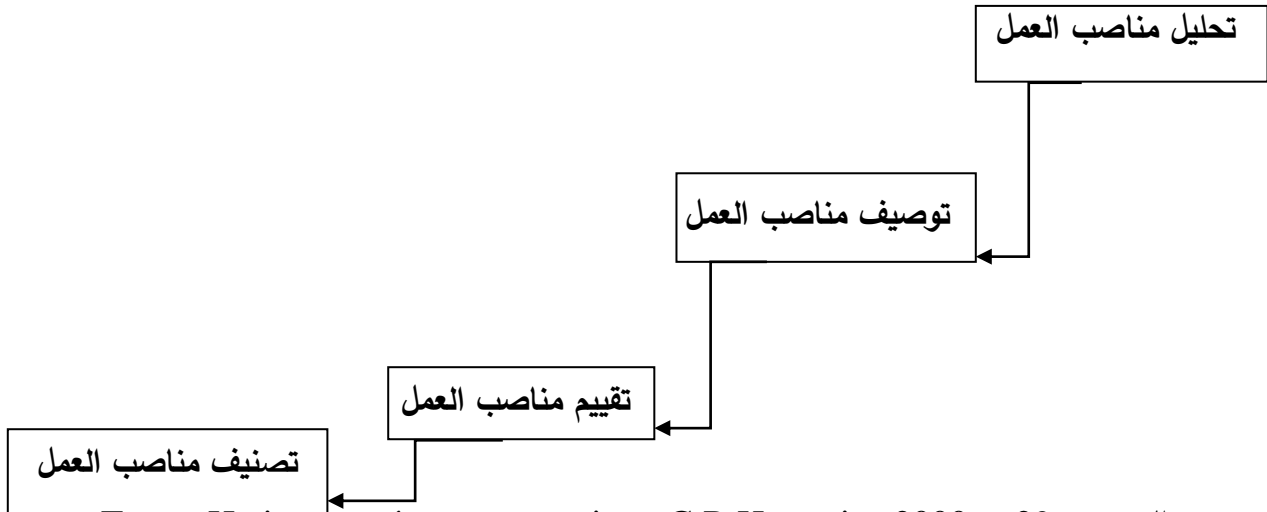 تحليل مناصب العمل
توصيف مناصب العمل
تقييم مناصب العمل
تصنيف مناصب العمل